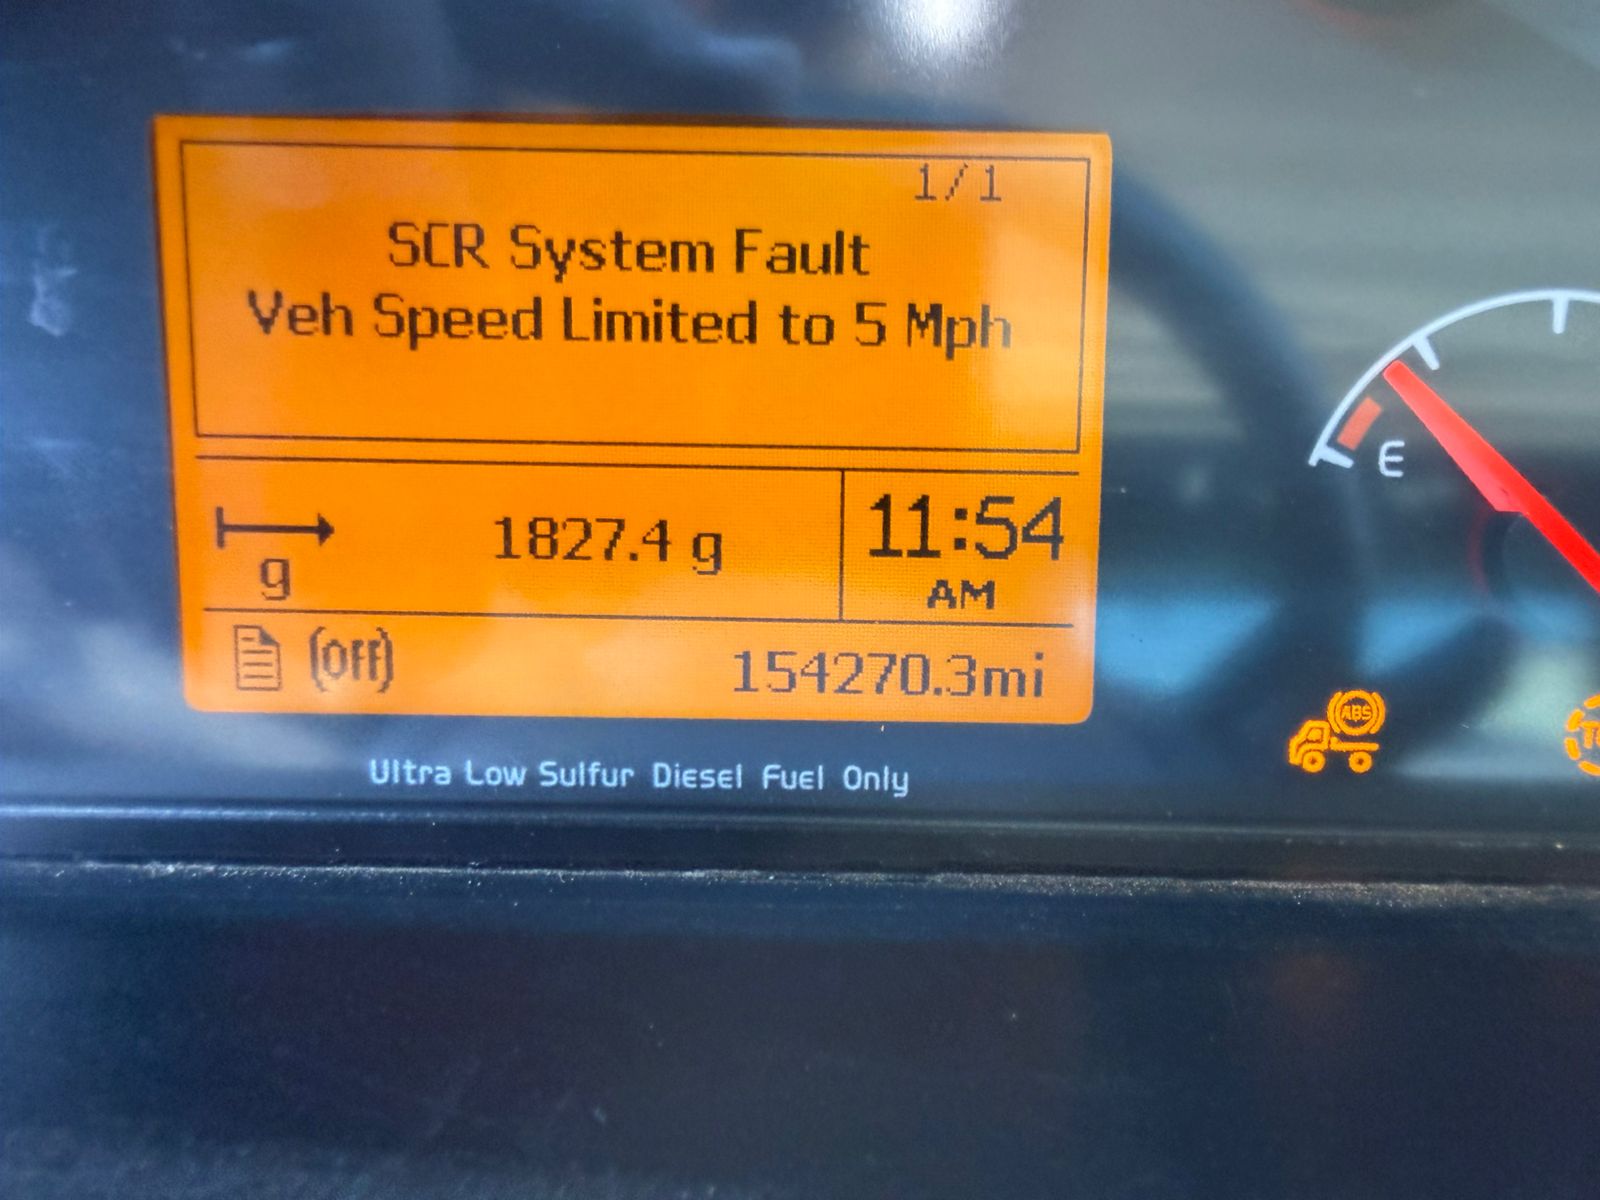 1/1
SCR System Fault
Veh Speed Limited to 5 Mph
g
1827.4 g
11:54
AM
(OFF)
154270.3mi
Ultra Low Sulfur Diesel Fuel Only
E
ABS